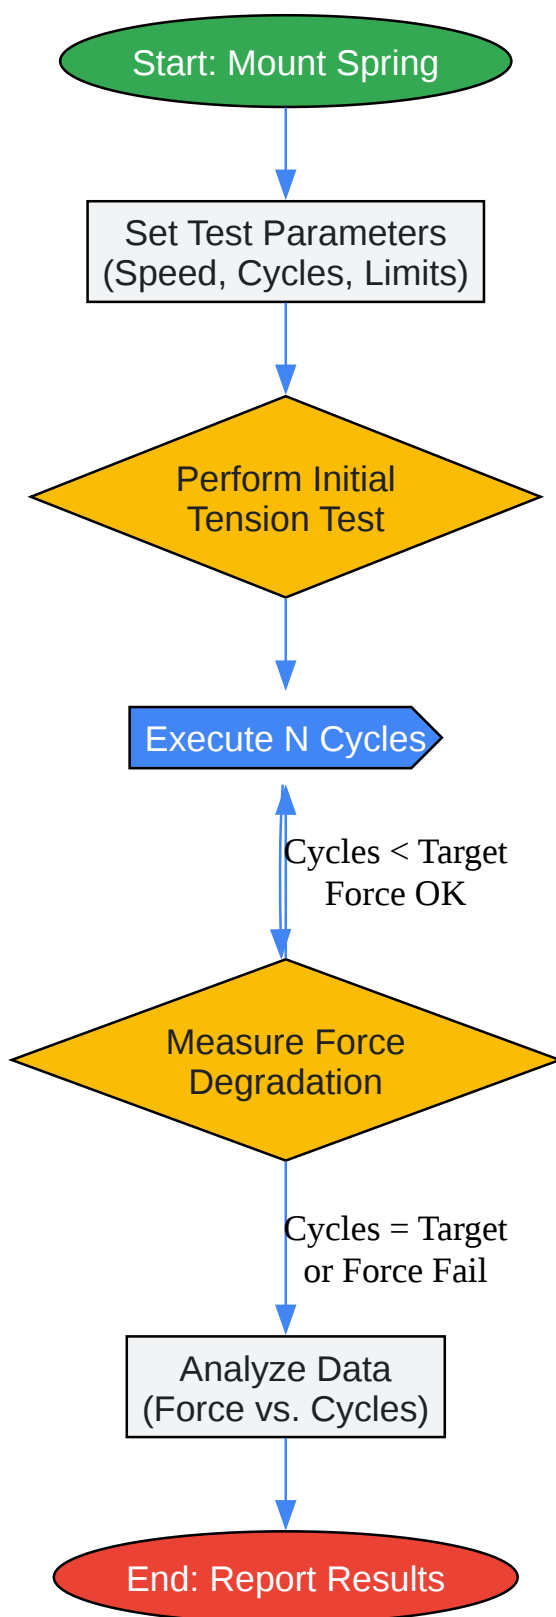 Start: Mount Spring
Set Test Parameters
(Speed, Cycles, Limits)
Perform Initial
Tension Test
Execute N Cycles
Cycles < Target
Force OK
Measure Force
Degradation
Cycles = Target
or Force Fail
Analyze Data
(Force vs. Cycles)
End: Report Results